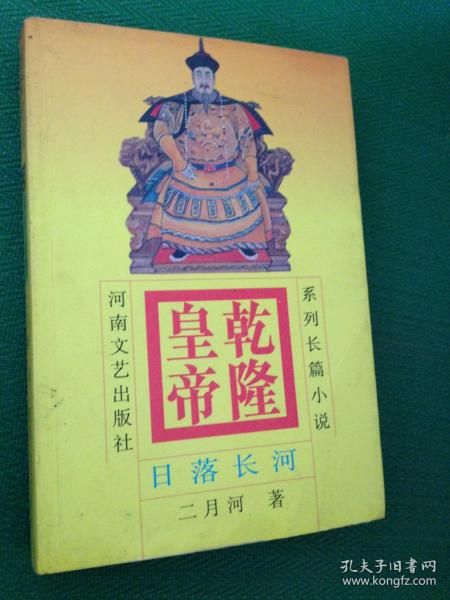 系列长篇小说
乾隆
皇帝
河南文艺出版社
日落长河
二月河 著
孔夫子旧书网
www.kongfz.com